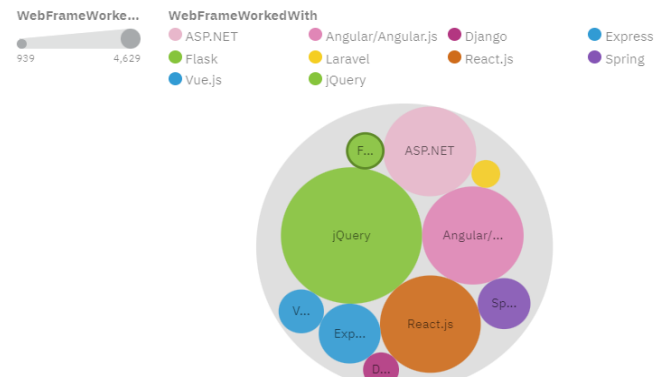 WebFrameWorke... WebFrameWorkedWith
939 4,629
ASP.NET Angular/Angular.js Django Express
Flask Laravel React.js Spring
Vue.js jQuery
F... ASP.NET
jQuery Angular/...
V... Exp... React.js Sp...
D...